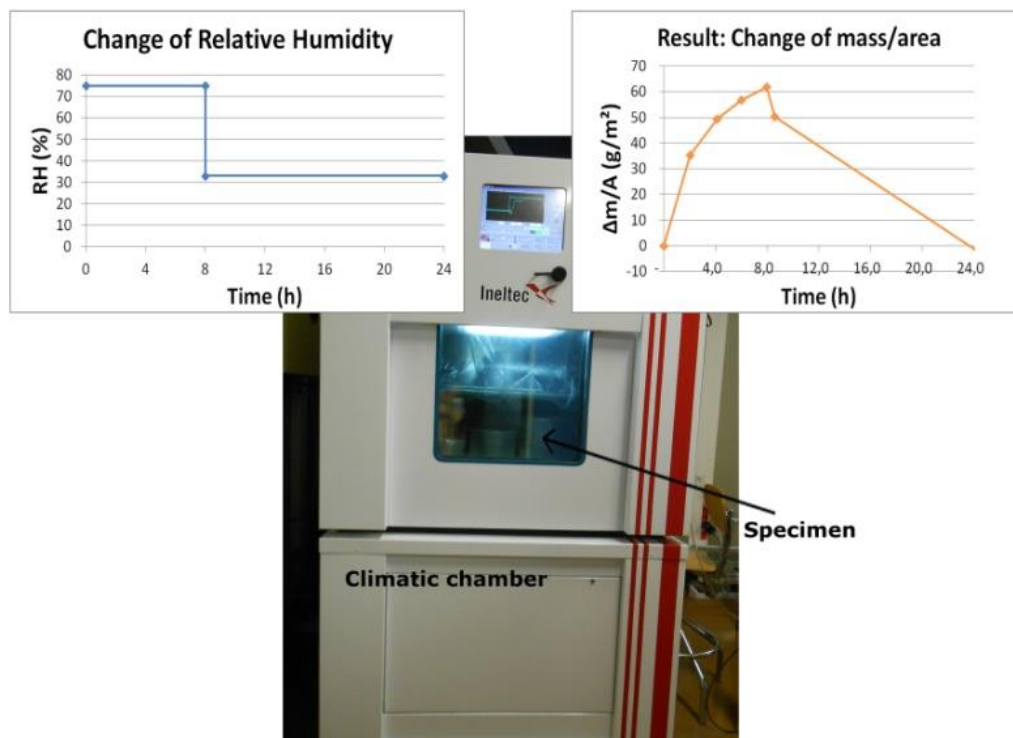 Change of Relative Humidity
80
70
60
50
40
30
20
10
0
RH (%)
0 4 8 12 16 20 24
Time (h)
Result: Change of mass/area
70
60
50
40
30
20
10
0
-10
Δm/A (g/m²)
- 4,0 8,0 12,0 16,0 20,0 24,0
Time (h)
Ineltec
Specimen
Climatic chamber